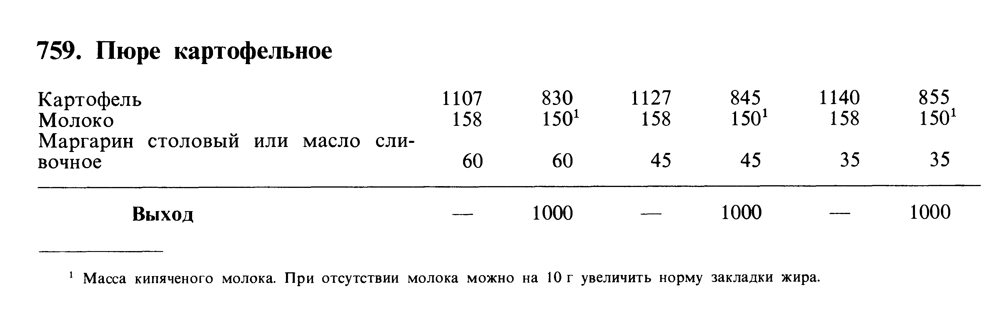 759. Пюре картофельное
Картофель 1107 830 1127 845 1140 855
Молоко 158 150¹ 158 150¹ 158 150¹
Маргарин столовый или масло сли-
вочное 60 60 45 45 35 35
Выход — 1000 — 1000 — 1000
¹ Масса кипяченого молока. При отсутствии молока можно на 10 г увеличить норму закладки жира.